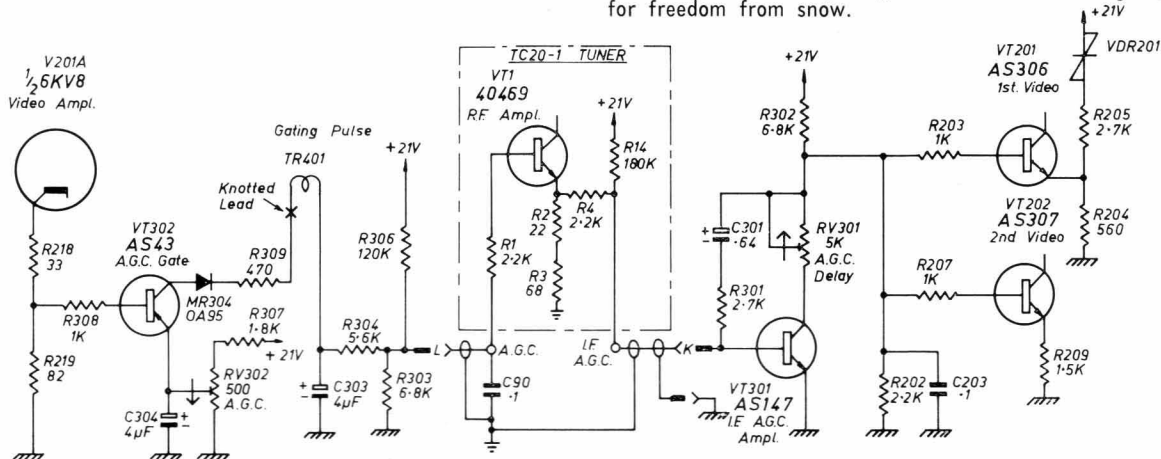 for freedom from snow.
V201A
½6KV8
Video Ampl.
R218
33
R219
82
R308
1K
VT302
AS43
A.G.C. Gate
MR304
OA95
R309
470
Knotted
Lead
Gating Pulse
TR401
R307
1·8K
+21V
RV302
500
A.G.C.
C304
4µF
+
-
C303
4µF
+
-
R304
5·6K
R306
120K
+21V
R303
6·8K
L
TC20-1 TUNER
VT1
40469
R.F. Ampl.
+21V
R14
180K
R4
2·2K
R2
22
R3
68
R1
2·2K
A.G.C.
C90
·1
I.F.
A.G.C.
K
+21V
R302
6·8K
C301
·64
+
-
R301
2·7K
RV301
5K
A.G.C.
Delay
VT301
AS147
I.F. A.G.C.
Ampl.
R203
1K
R207
1K
R202
2·2K
C203
·1
VT201
AS306
1st. Video
VT202
AS307
2nd Video
+21V
VDR201
R205
2·7K
R204
560
R209
1·5K